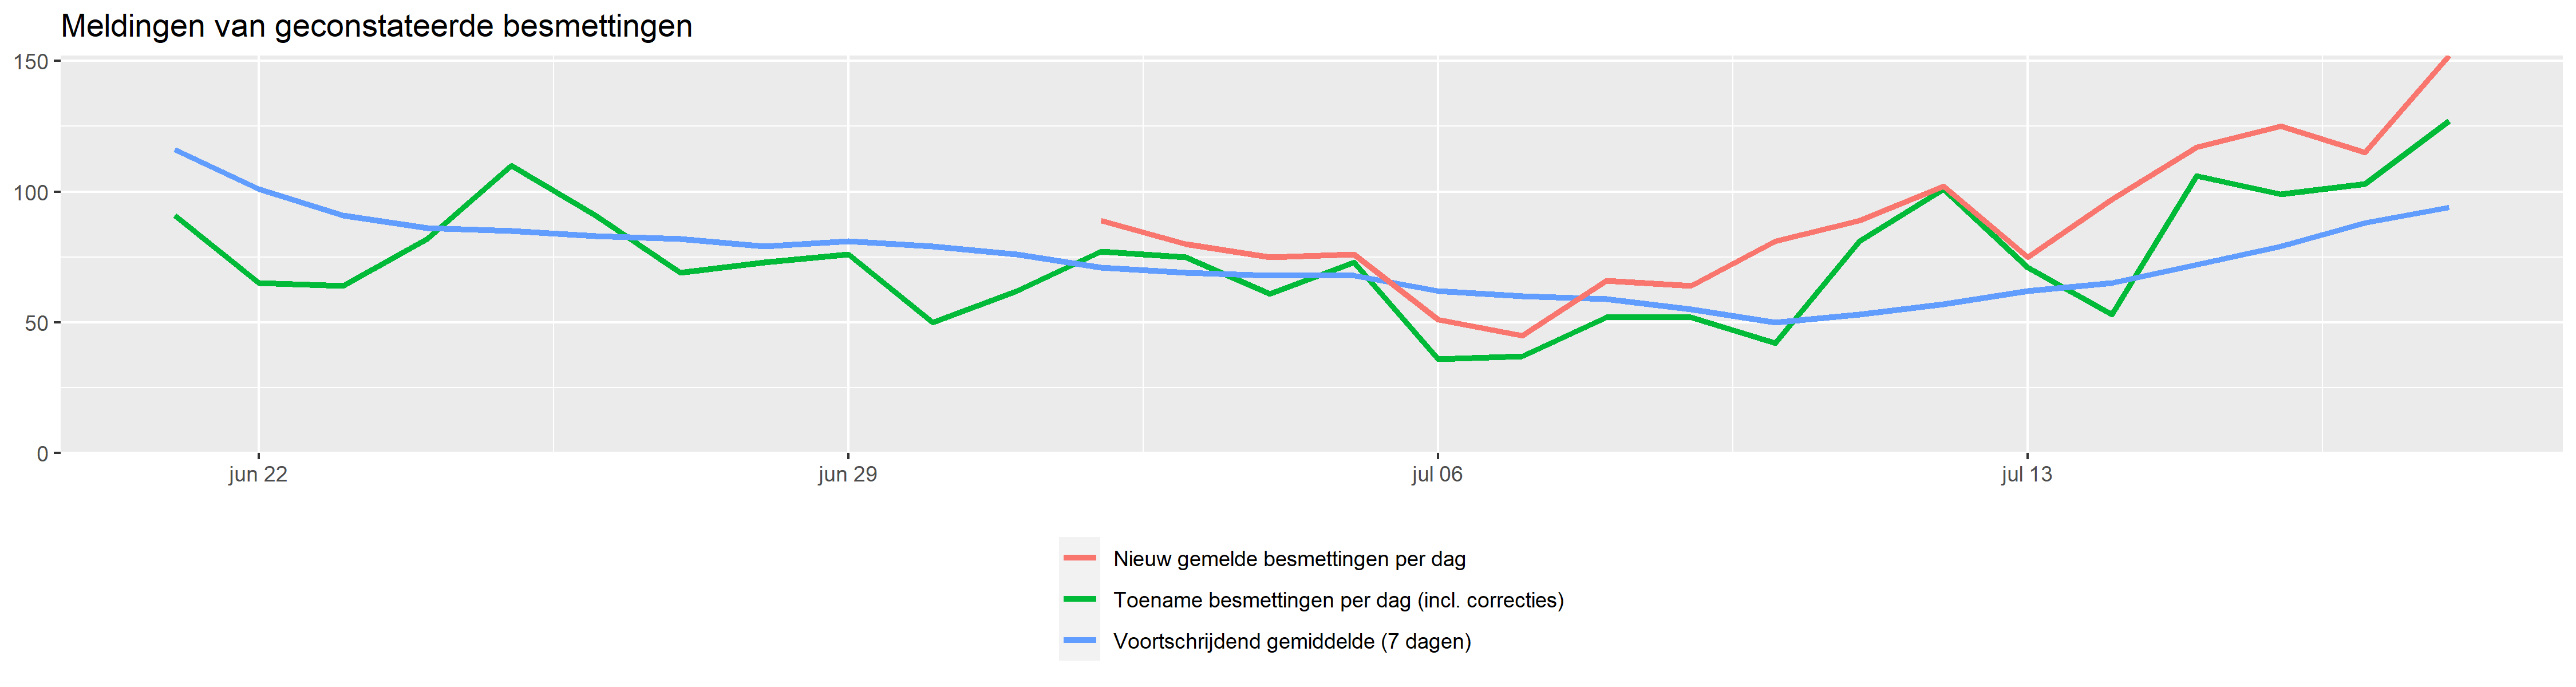 Meldingen van geconstateerde besmettingen
150
100
50
0
jun 22
jun 29
jul 06
jul 13
Nieuw gemelde besmettingen per dag
Toename besmettingen per dag (incl. correcties)
Voortschrijdend gemiddelde (7 dagen)